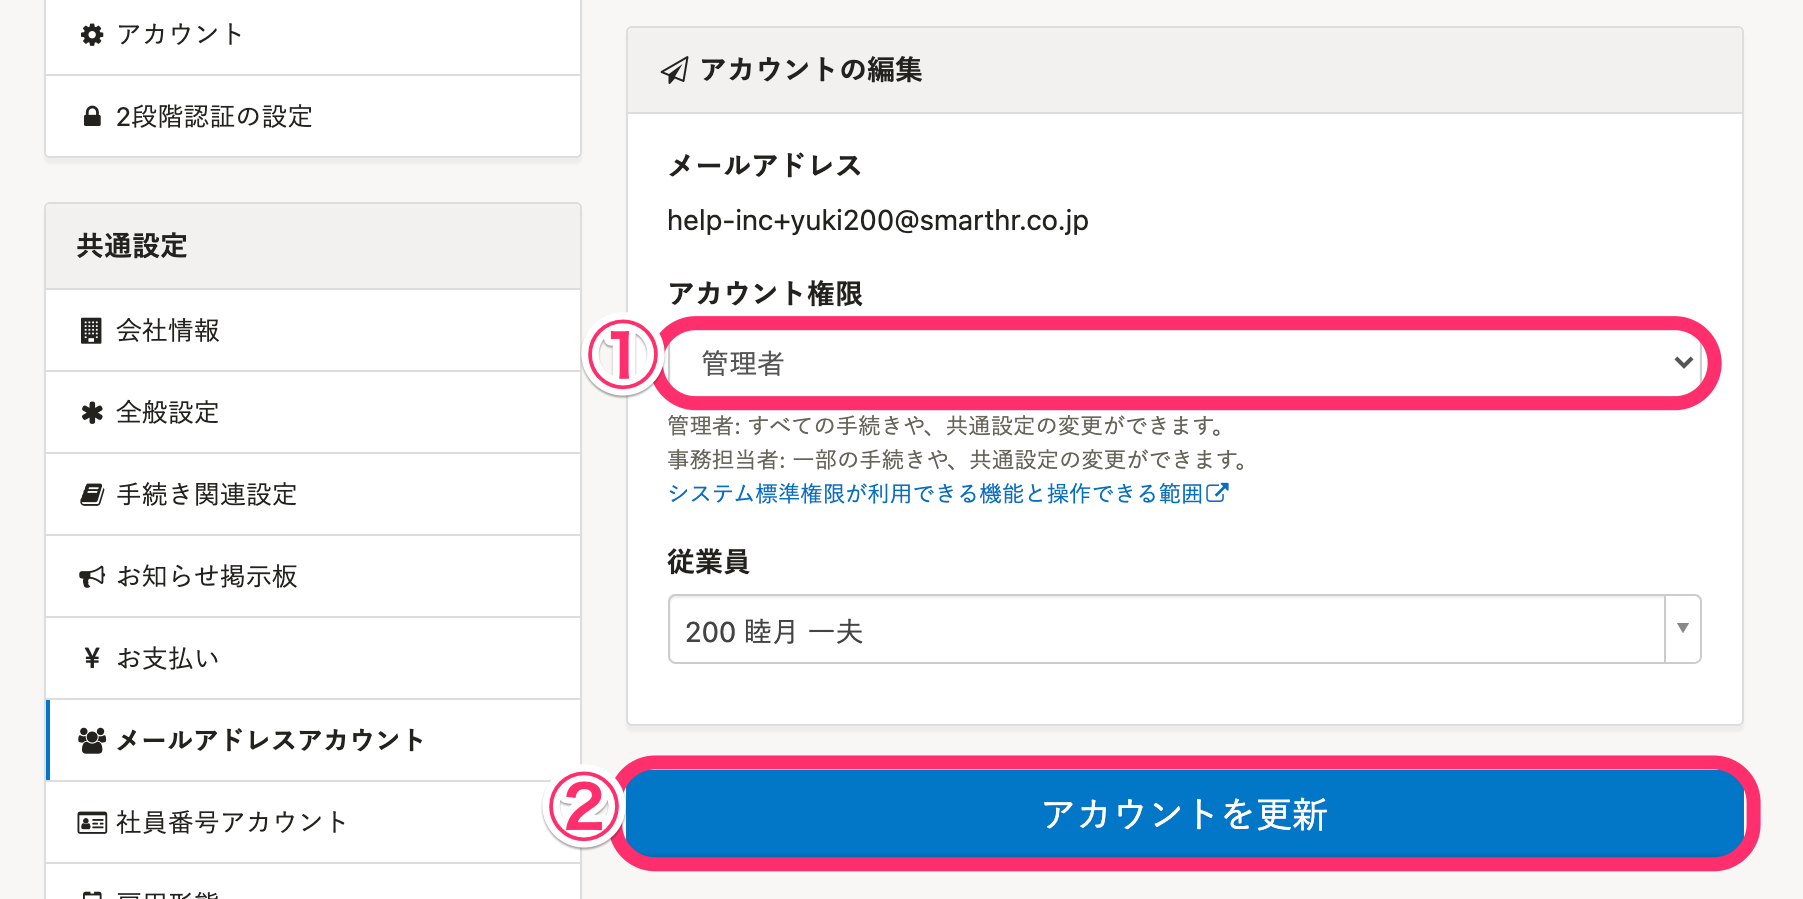 アカウント
2段階認証の設定
共通設定
会社情報
全般設定
手続き関連設定
お知らせ掲示板
お支払い
メールアドレスアカウント
社員番号アカウント
アカウントの編集
メールアドレス
help-inc+yuki200@smarthr.co.jp
アカウント権限
①
管理者
管理者: すべての手続きや、共通設定の変更ができます。
事務担当者: 一部の手続きや、共通設定の変更ができます。
システム標準権限が利用できる機能と操作できる範囲
従業員
200 睦月 一夫
②
アカウントを更新